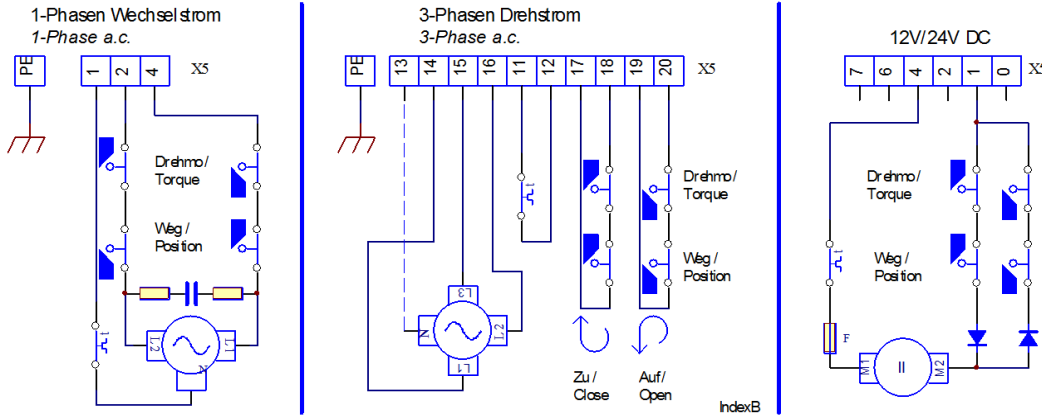 1-Phasen Wechselstrom
1-Phase a.c.
PE
1 2 4 X5
Drehmo/
Torque
Weg/
Position
t
L2 L1
N
3-Phasen Drehstrom
3-Phase a.c.
PE
13 14 15 16 11 12 17 18 19 20 X5
t
Drehmo/
Torque
Weg/
Position
L3
N L2
L1
Zu/
Close
Auf/
Open
IndexB
12V/24V DC
7 6 4 2 1 0 X5
Drehmo/
Torque
Weg/
Position
t
F
M1 II M2